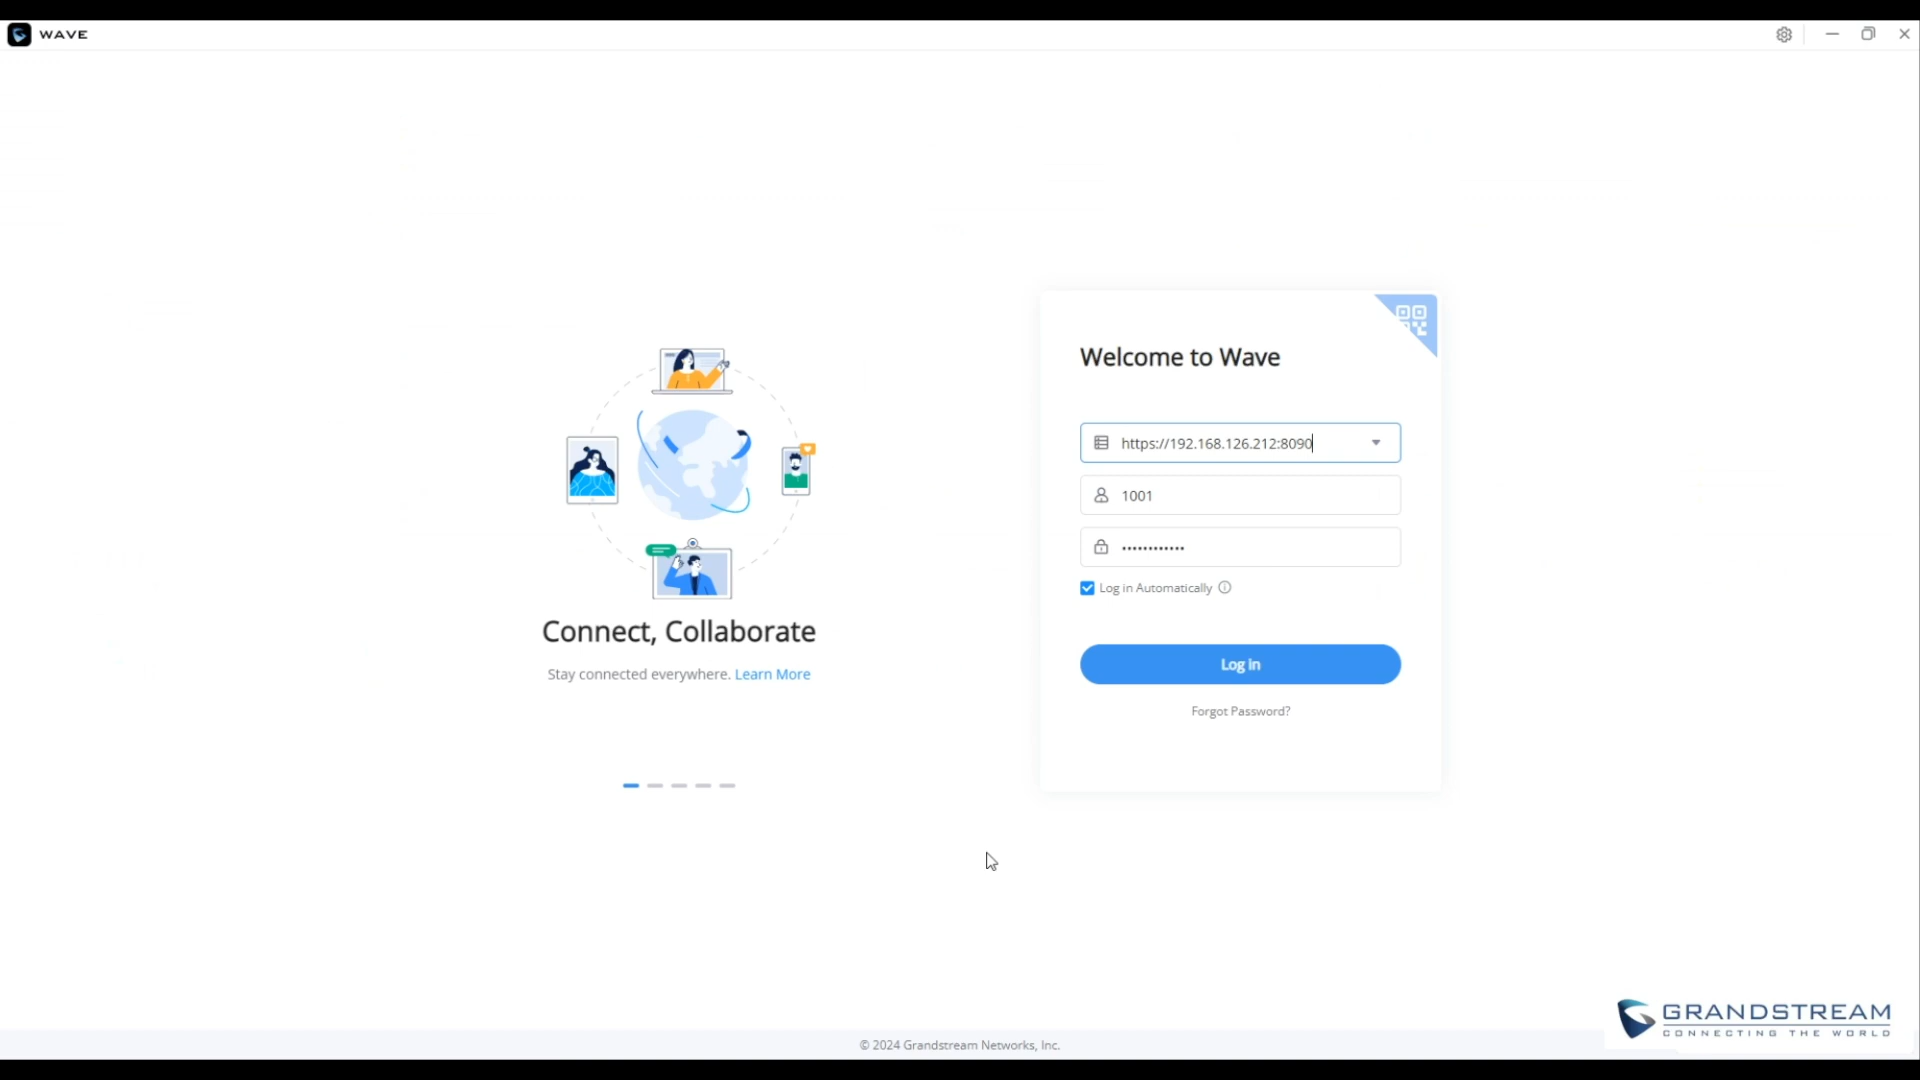 WAVE
Welcome to Wave
https://192.168.126.212:8090
1001
••••••••••••
Log in Automatically
Log in
Forgot Password?
Connect, Collaborate
Stay connected everywhere. Learn More
GRANDSTREAM
CONNECTING THE WORLD
© 2024 Grandstream Networks, Inc.